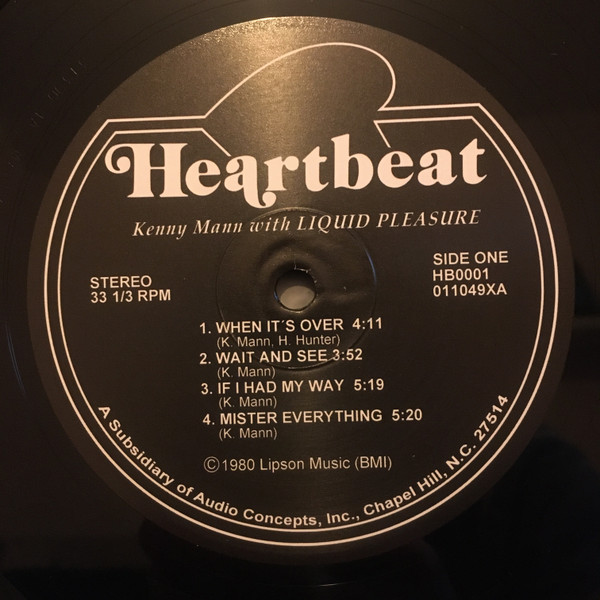 Heartbeat
Kenny Mann with LIQUID PLEASURE
STEREO
33 1/3 RPM
SIDE ONE
HB0001
011049XA
1. WHEN IT´S OVER 4:11
(K. Mann, H. Hunter)
2. WAIT AND SEE 3:52
(K. Mann)
3. IF I HAD MY WAY 5:19
(K. Mann)
4. MISTER EVERYTHING 5:20
(K. Mann)
©1980 Lipson Music (BMI)
A Subsidiary of Audio Concepts, Inc., Chapel Hill, N.C. 27514